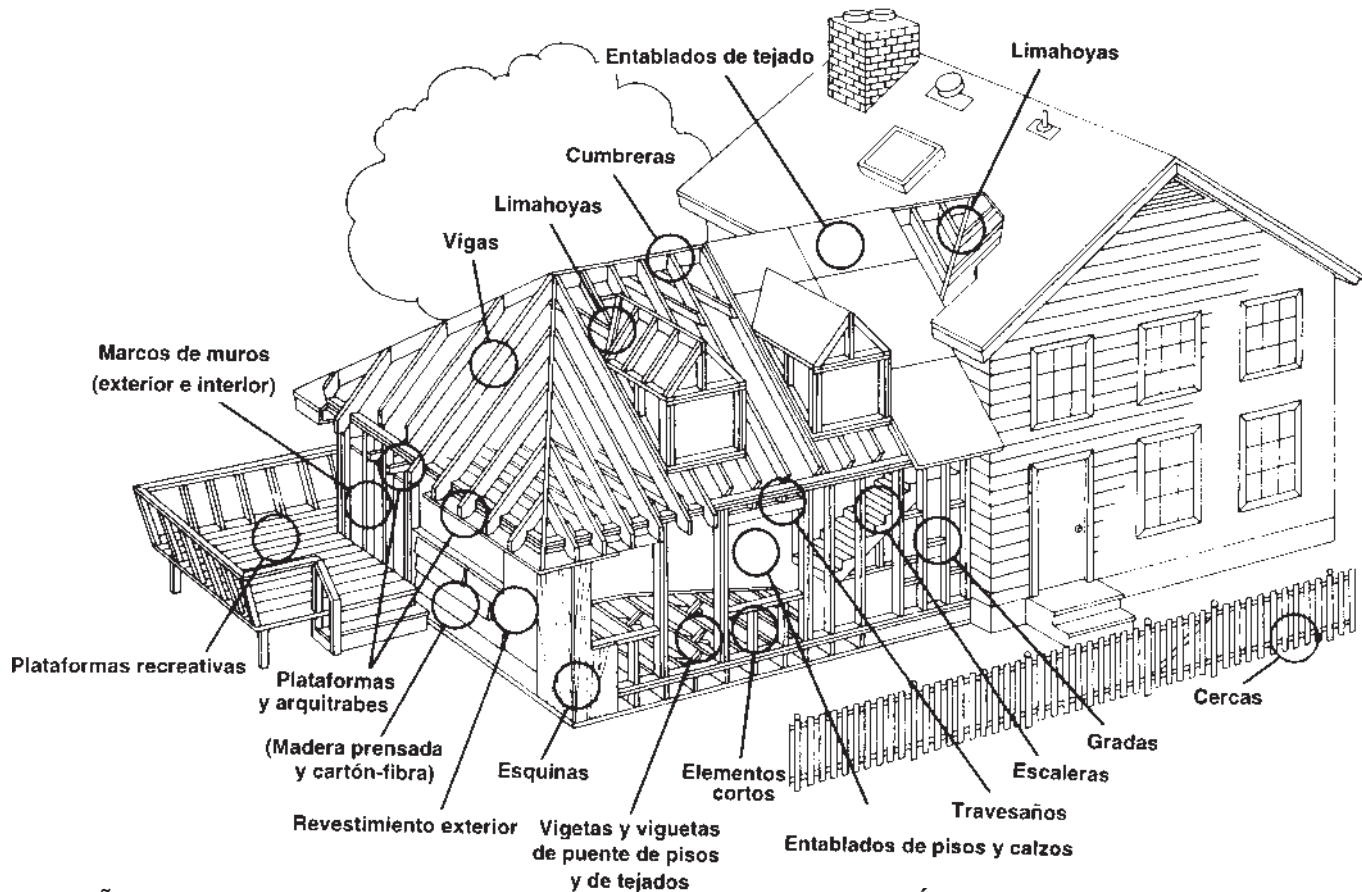 Entablados de tejado
Limahoyas
Cumbreras
Limahoyas
Vígas
Marcos de muros
(exterior e interior)
Plataformas recreativas
Plataformas
y arquitrabes
(Madera prensada
y cartón-fibra)
Revestimiento exterior
Esquinas
Vigetas y viguetas
de puente de pisos
y de tejados
Elementos
cortos
Entablados de pisos y calzos
Travesaños
Escaleras
Gradas
Cercas